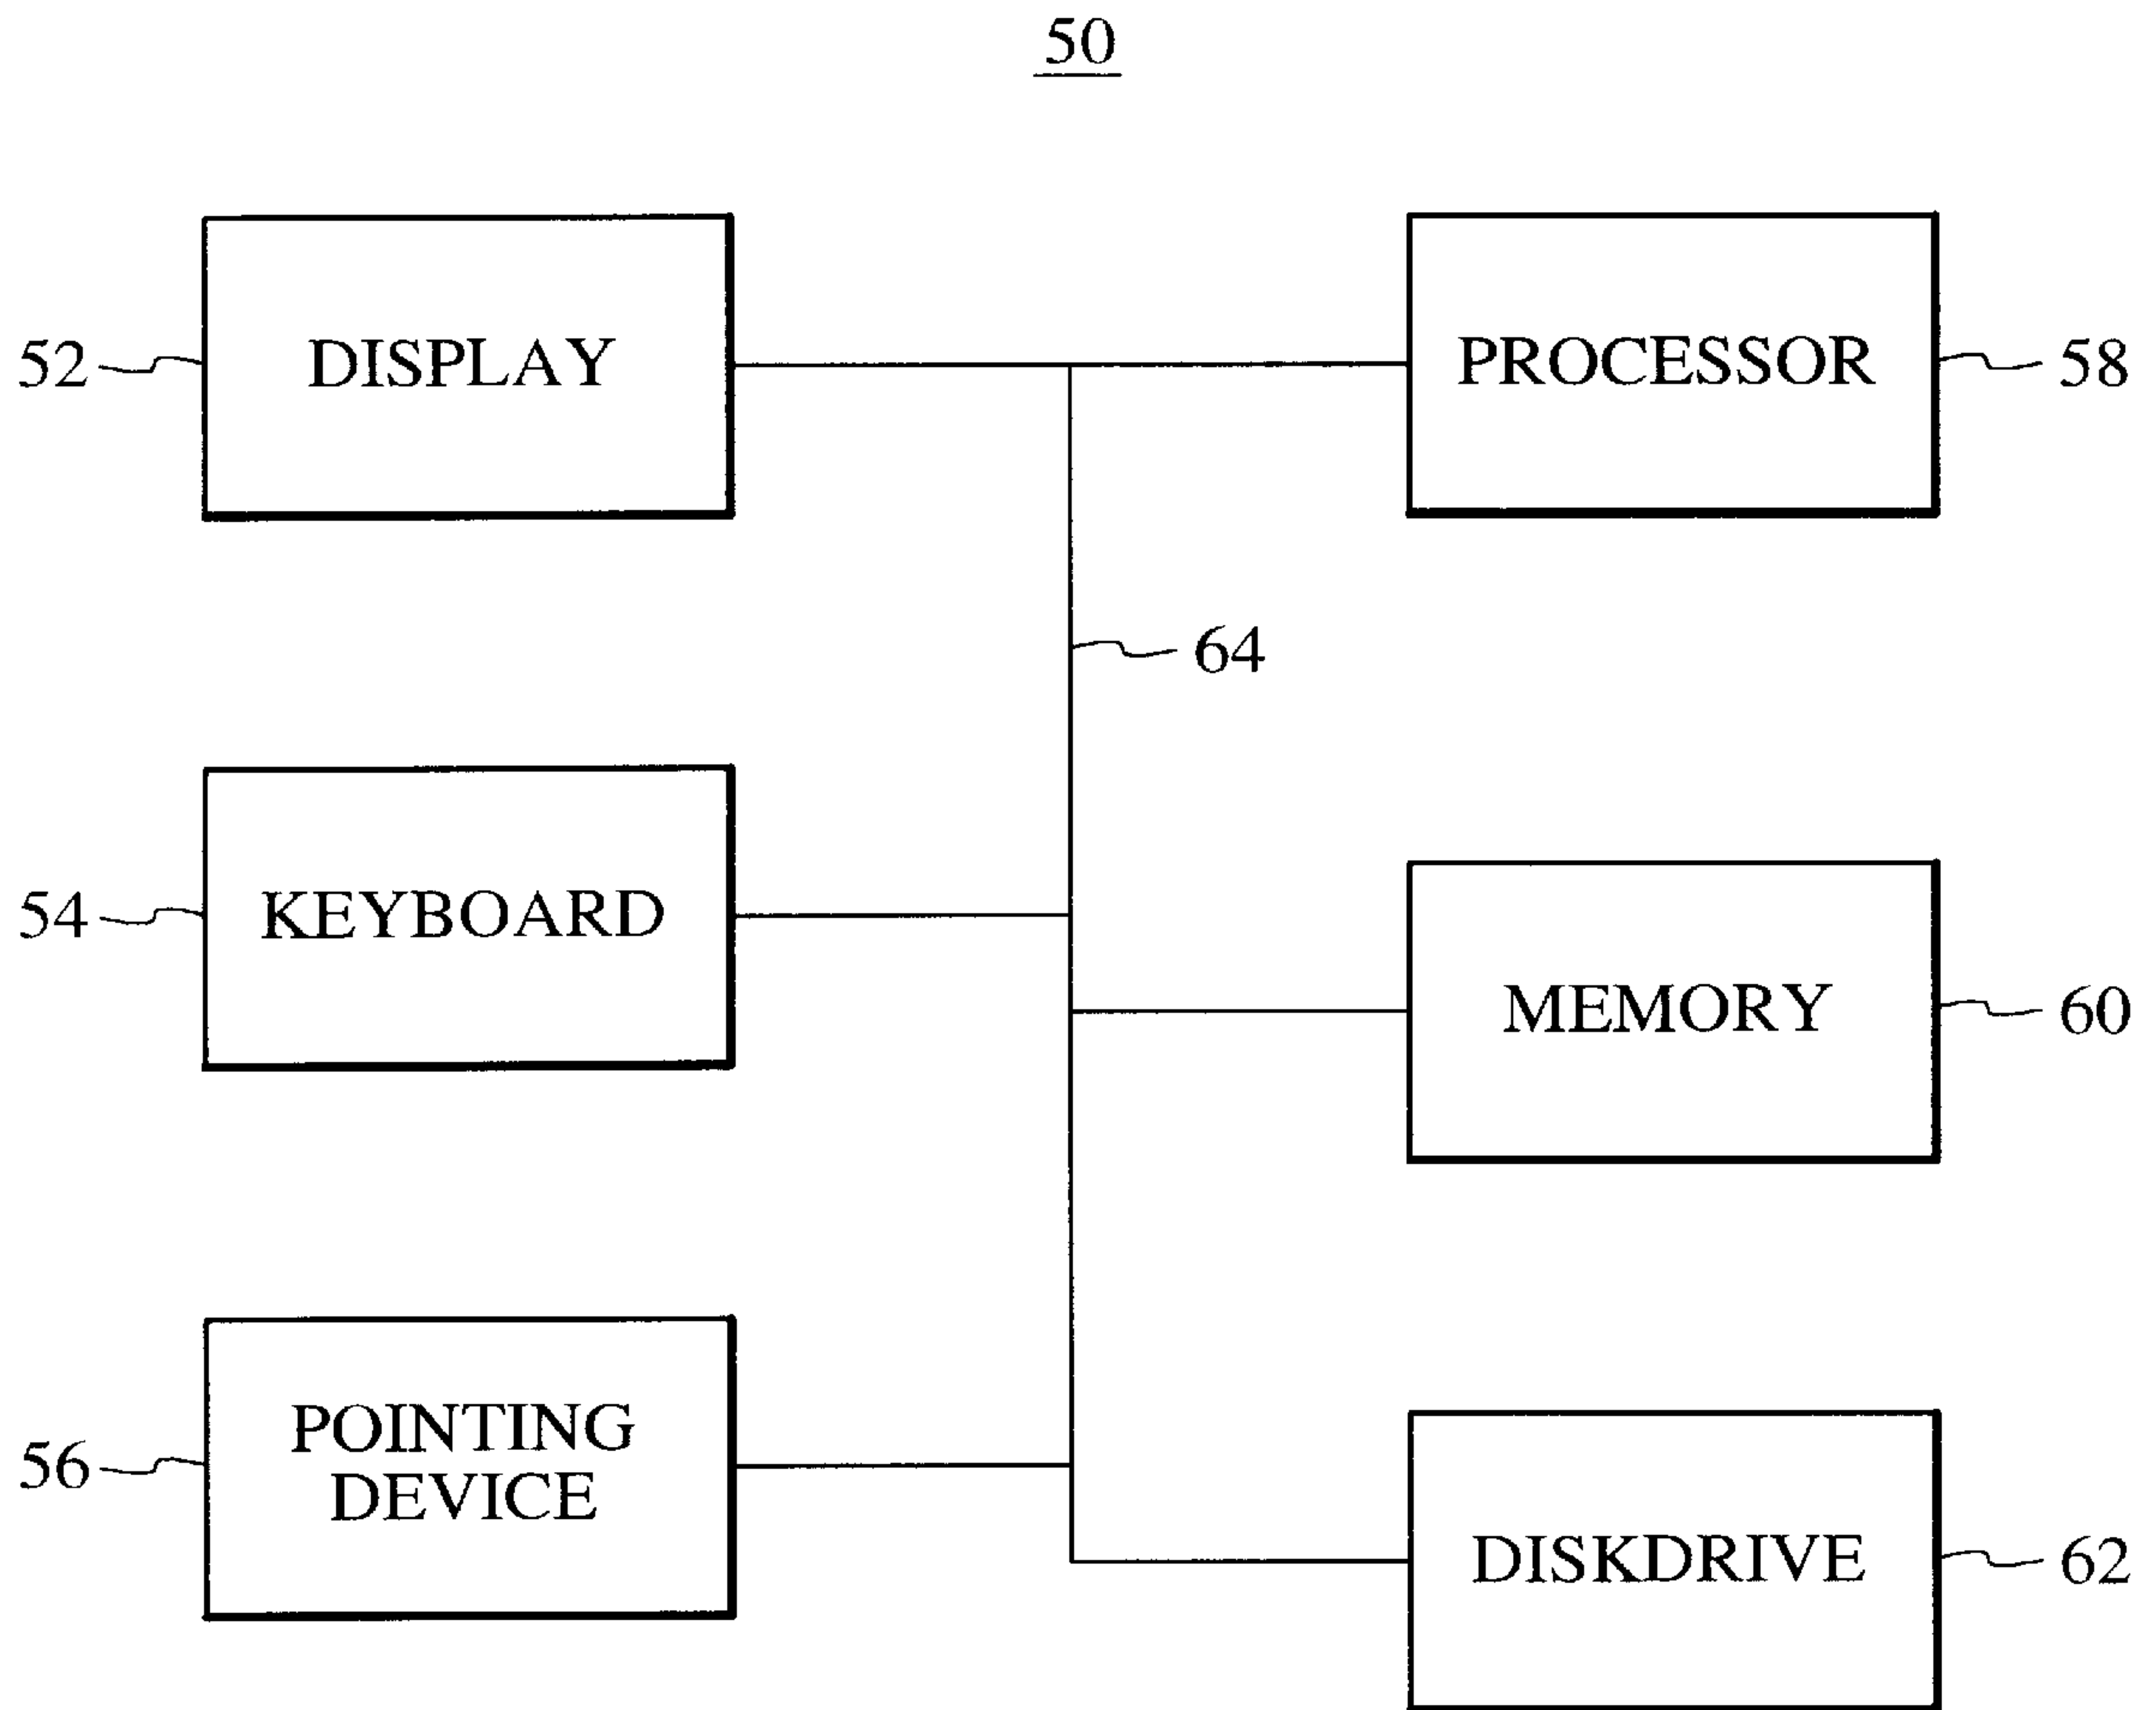 50
52
DISPLAY
PROCESSOR
58
64
54
KEYBOARD
MEMORY
60
56
POINTING
DEVICE
DISKDRIVE
62